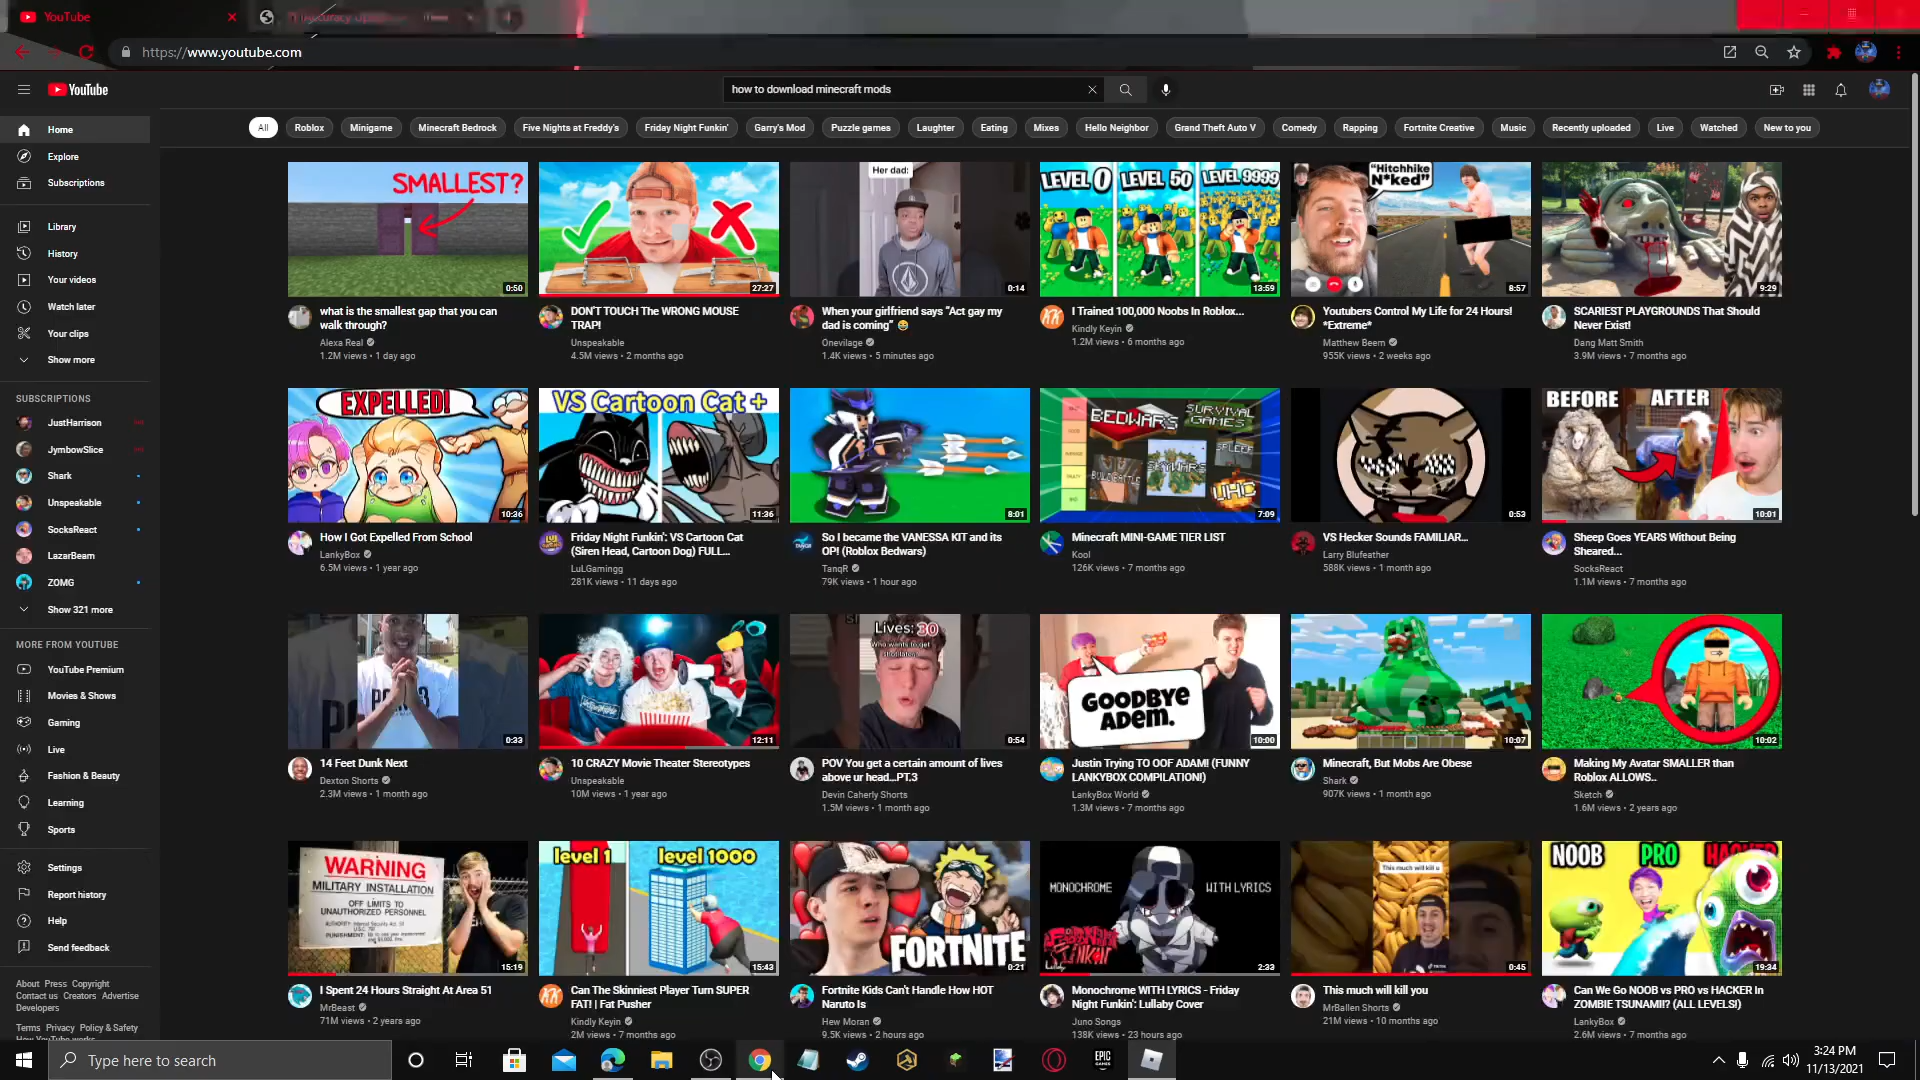 YouTube
https://www.youtube.com
YouTube
how to download minecraft mods
All
Roblox
Minigame
Minecraft Bedrock
Five Nights at Freddy's
Friday Night Funkin'
Garry's Mod
Puzzle games
Laughter
Eating
Mixes
Hello Neighbor
Grand Theft Auto V
Comedy
Rapping
Fortnite Creative
Music
Recently uploaded
Live
Watched
New to you
Home
Explore
Subscriptions
Library
History
Your videos
Watch later
Your clips
Show more
SUBSCRIPTIONS
JustHarrison
JymbowSlice
Shark
Unspeakable
SocksReact
LazarBeam
ZOMG
Show 321 more
MORE FROM YOUTUBE
YouTube Premium
Movies & Shows
Gaming
Live
Fashion & Beauty
Learning
Sports
Settings
Report history
Help
Send feedback
About Press Copyright
Contact us Creators Advertise
Developers
Terms Privacy Policy & Safety
How YouTube works
SMALLEST?
0:50
what is the smallest gap that you can
walk through?
Alexa Real
1.2M views • 1 day ago
27:27
DON'T TOUCH The WRONG MOUSE
TRAP!
Unspeakable
4.5M views • 2 months ago
Her dad:
0:14
When your girlfriend says "Act gay my
dad is coming" 😂
Onevilage
1.4K views • 5 minutes ago
LEVEL 0
LEVEL 50
LEVEL 9999
13:59
I Trained 100,000 Noobs In Roblox...
Kindly Keyin
1.2M views • 6 months ago
"Hitchhike
N*ked"
8:57
Youtubers Control My Life for 24 Hours!
*Extreme*
Matthew Beem
955K views • 2 weeks ago
9:29
SCARIEST PLAYGROUNDS That Should
Never Exist!
Dang Matt Smith
3.9M views • 7 months ago
EXPELLED!
10:36
How I Got Expelled From School
LankyBox
6.5M views • 1 year ago
VS Cartoon Cat +
11:36
Friday Night Funkin': VS Cartoon Cat
(Siren Head, Cartoon Dog) FULL...
LuLGamingg
281K views • 11 days ago
8:01
So I became the VANESSA KIT and its
OP! (Roblox Bedwars)
TanqR
79K views • 1 hour ago
BEDWARS
SURVIVAL
GAMES
SPLEEF
SKYWARS
BUILD BATTLE
UHC
7:09
Minecraft MINI-GAME TIER LIST
Kool
126K views • 7 months ago
0:53
VS Hecker Sounds FAMILIAR...
Larry Blufeather
588K views • 1 month ago
BEFORE
AFTER
10:01
Sheep Goes YEARS Without Being
Sheared...
SocksReact
1.1M views • 7 months ago
0:33
14 Feet Dunk Next
Dexton Shorts
2.3M views • 1 month ago
12:11
10 CRAZY Movie Theater Stereotypes
Unspeakable
10M views • 1 year ago
Lives: 30
Who wants to get
0:54
POV You get a certain amount of lives
above ur head...PT.3
Devin Caherly Shorts
1.5M views • 1 month ago
GOODBYE
ADEM.
10:00
Justin Trying TO OOF ADAM! (FUNNY
LANKYBOX COMPILATION!)
LankyBox World
1.3M views • 7 months ago
10:07
Minecraft, But Mobs Are Obese
Shark
907K views • 1 month ago
10:02
Making My Avatar SMALLER than
Roblox ALLOWS..
Sketch
1.6M views • 2 years ago
WARNING
MILITARY INSTALLATION
OFF LIMITS TO
UNAUTHORIZED PERSONNEL
15:19
I Spent 24 Hours Straight At Area 51
MrBeast
71M views • 2 years ago
level 1
level 1000
15:43
Can The Skinniest Player Turn SUPER
FAT! | Fat Pusher
Kindly Keyin
2M views • 7 months ago
FORTNITE
0:21
Fortnite Kids Can't Handle How HOT
Naruto Is
Hew Moran
9.5K views • 2 hours ago
MONOCHROME
WITH LYRICS
2:33
Monochrome WITH LYRICS - Friday
Night Funkin': Lullaby Cover
Juno Songs
138K views • 23 hours ago
This much will kill u
0:45
This much will kill you
MrBallen Shorts
21M views • 10 months ago
NOOB
PRO
HACKER
19:34
Can We Go NOOB vs PRO vs HACKER In
ZOMBIE TSUNAMI!? (ALL LEVELS!)
LankyBox
2.6M views • 7 months ago
Type here to search
EPIC
GAMES
3:24 PM
11/13/2021